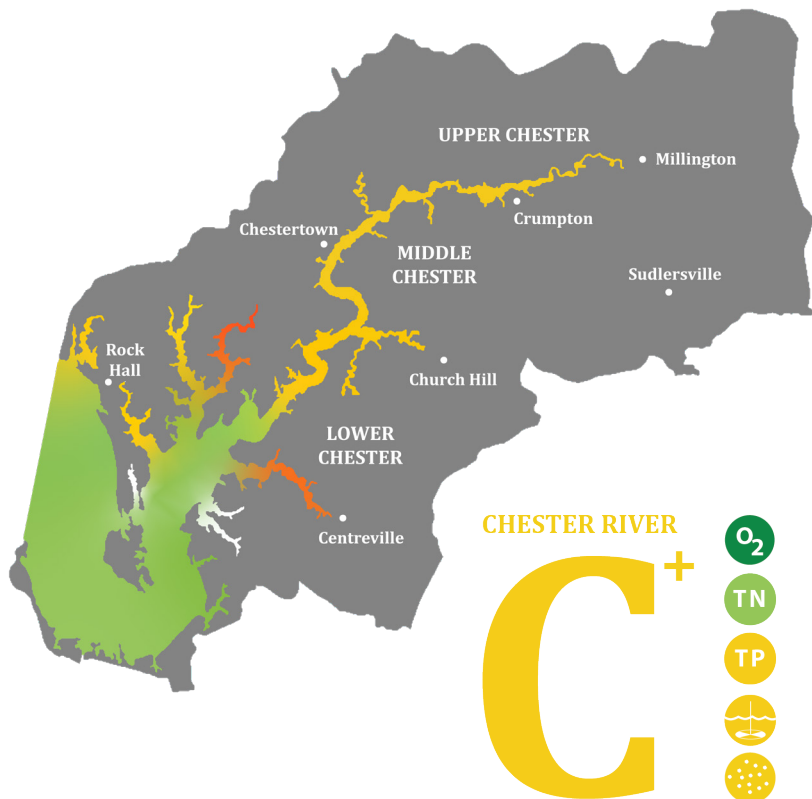 UPPER CHESTER
Millington
Crumpton
Chestertown
MIDDLE
CHESTER
Sudlersville
Rock
Hall
Church Hill
LOWER
CHESTER
Centreville
CHESTER RIVER
C+
O2
TN
TP